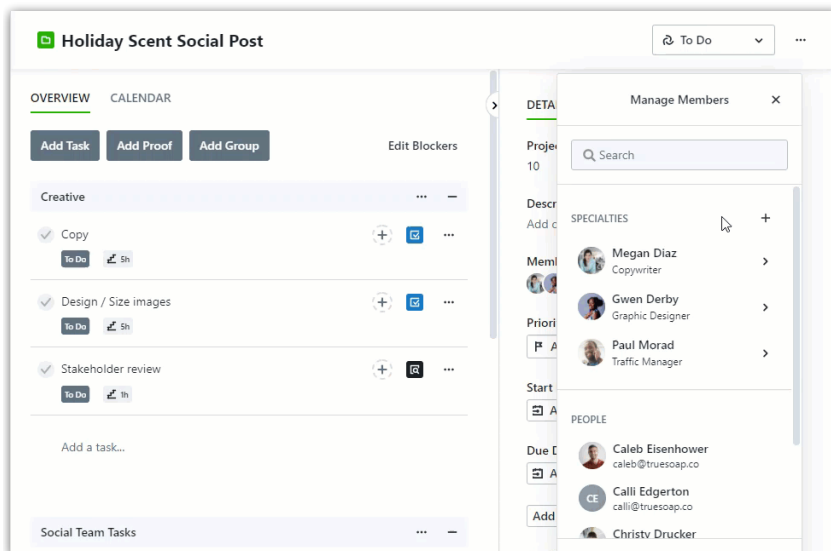 Holiday Scent Social Post
To Do
OVERVIEW CALENDAR
Add Task Add Proof Add Group Edit Blockers
Creative
Copy
To Do 5h
Design / Size images
To Do 5h
Stakeholder review
To Do 1h
Add a task...
Social Team Tasks
DETA
Proje
10
Descr
Add c
Mem
Priori
A
Start
A
Due D
A
Add
Manage Members
Search
SPECIALTIES
Megan Diaz
Copywriter
Gwen Derby
Graphic Designer
Paul Morad
Traffic Manager
PEOPLE
Caleb Eisenhower
caleb@truesoap.co
CE
Calli Edgerton
calli@truesoap.co
Christy Drucker